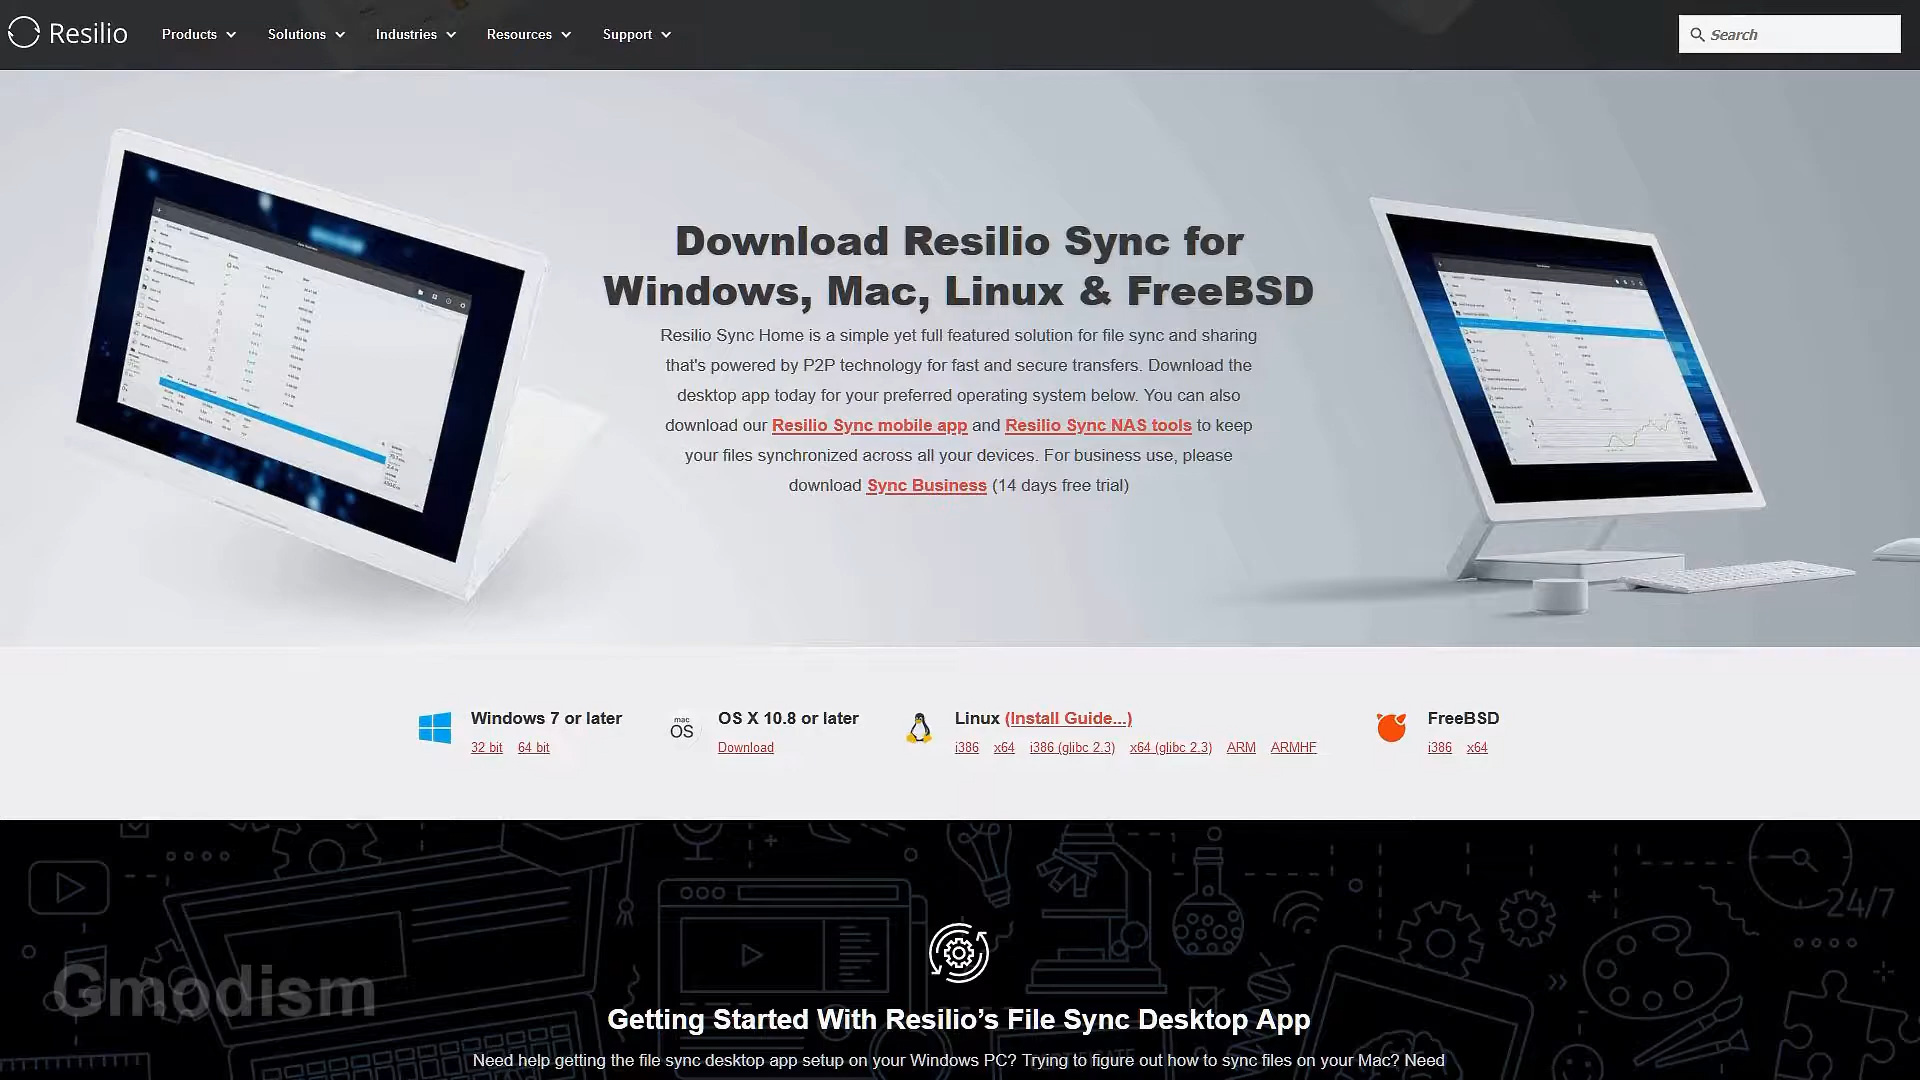 Resilio
Products Solutions Industries Resources Support
Search
Download Resilio Sync for
Windows, Mac, Linux & FreeBSD
Resilio Sync Home is a simple yet full featured solution for file sync and sharing
that's powered by P2P technology for fast and secure transfers. Download the
desktop app today for your preferred operating system below. You can also
download our Resilio Sync mobile app and Resilio Sync NAS tools to keep
your files synchronized across all your devices. For business use, please
download Sync Business (14 days free trial)
Windows 7 or later
32 bit 64 bit
mac
OS
OS X 10.8 or later
Download
Linux (Install Guide...)
i386 x64 i386 (glibc 2.3) x64 (glibc 2.3) ARM ARMHF
FreeBSD
i386 x64
24/7
Gmodism
Getting Started With Resilio’s File Sync Desktop App
Need help getting the file sync desktop app setup on your Windows PC? Trying to figure out how to sync files on your Mac? Need